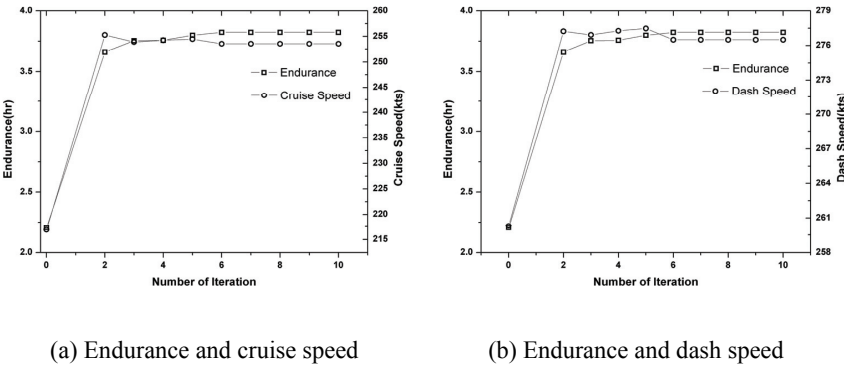 4.0
3.5
3.0
2.5
2.0
Endurance(hr)
0 2 4 6 8 10
Number of Iteration
260
255
250
245
240
235
230
225
220
215
Cruise Speed(kts)
Endurance
Cruise Speed
4.0
3.5
3.0
2.5
2.0
Endurance(hr)
0 2 4 6 8 10
Number of Iteration
279
276
273
270
267
264
261
258
Dash Speed(kts)
Endurance
Dash Speed
(a) Endurance and cruise speed
(b) Endurance and dash speed